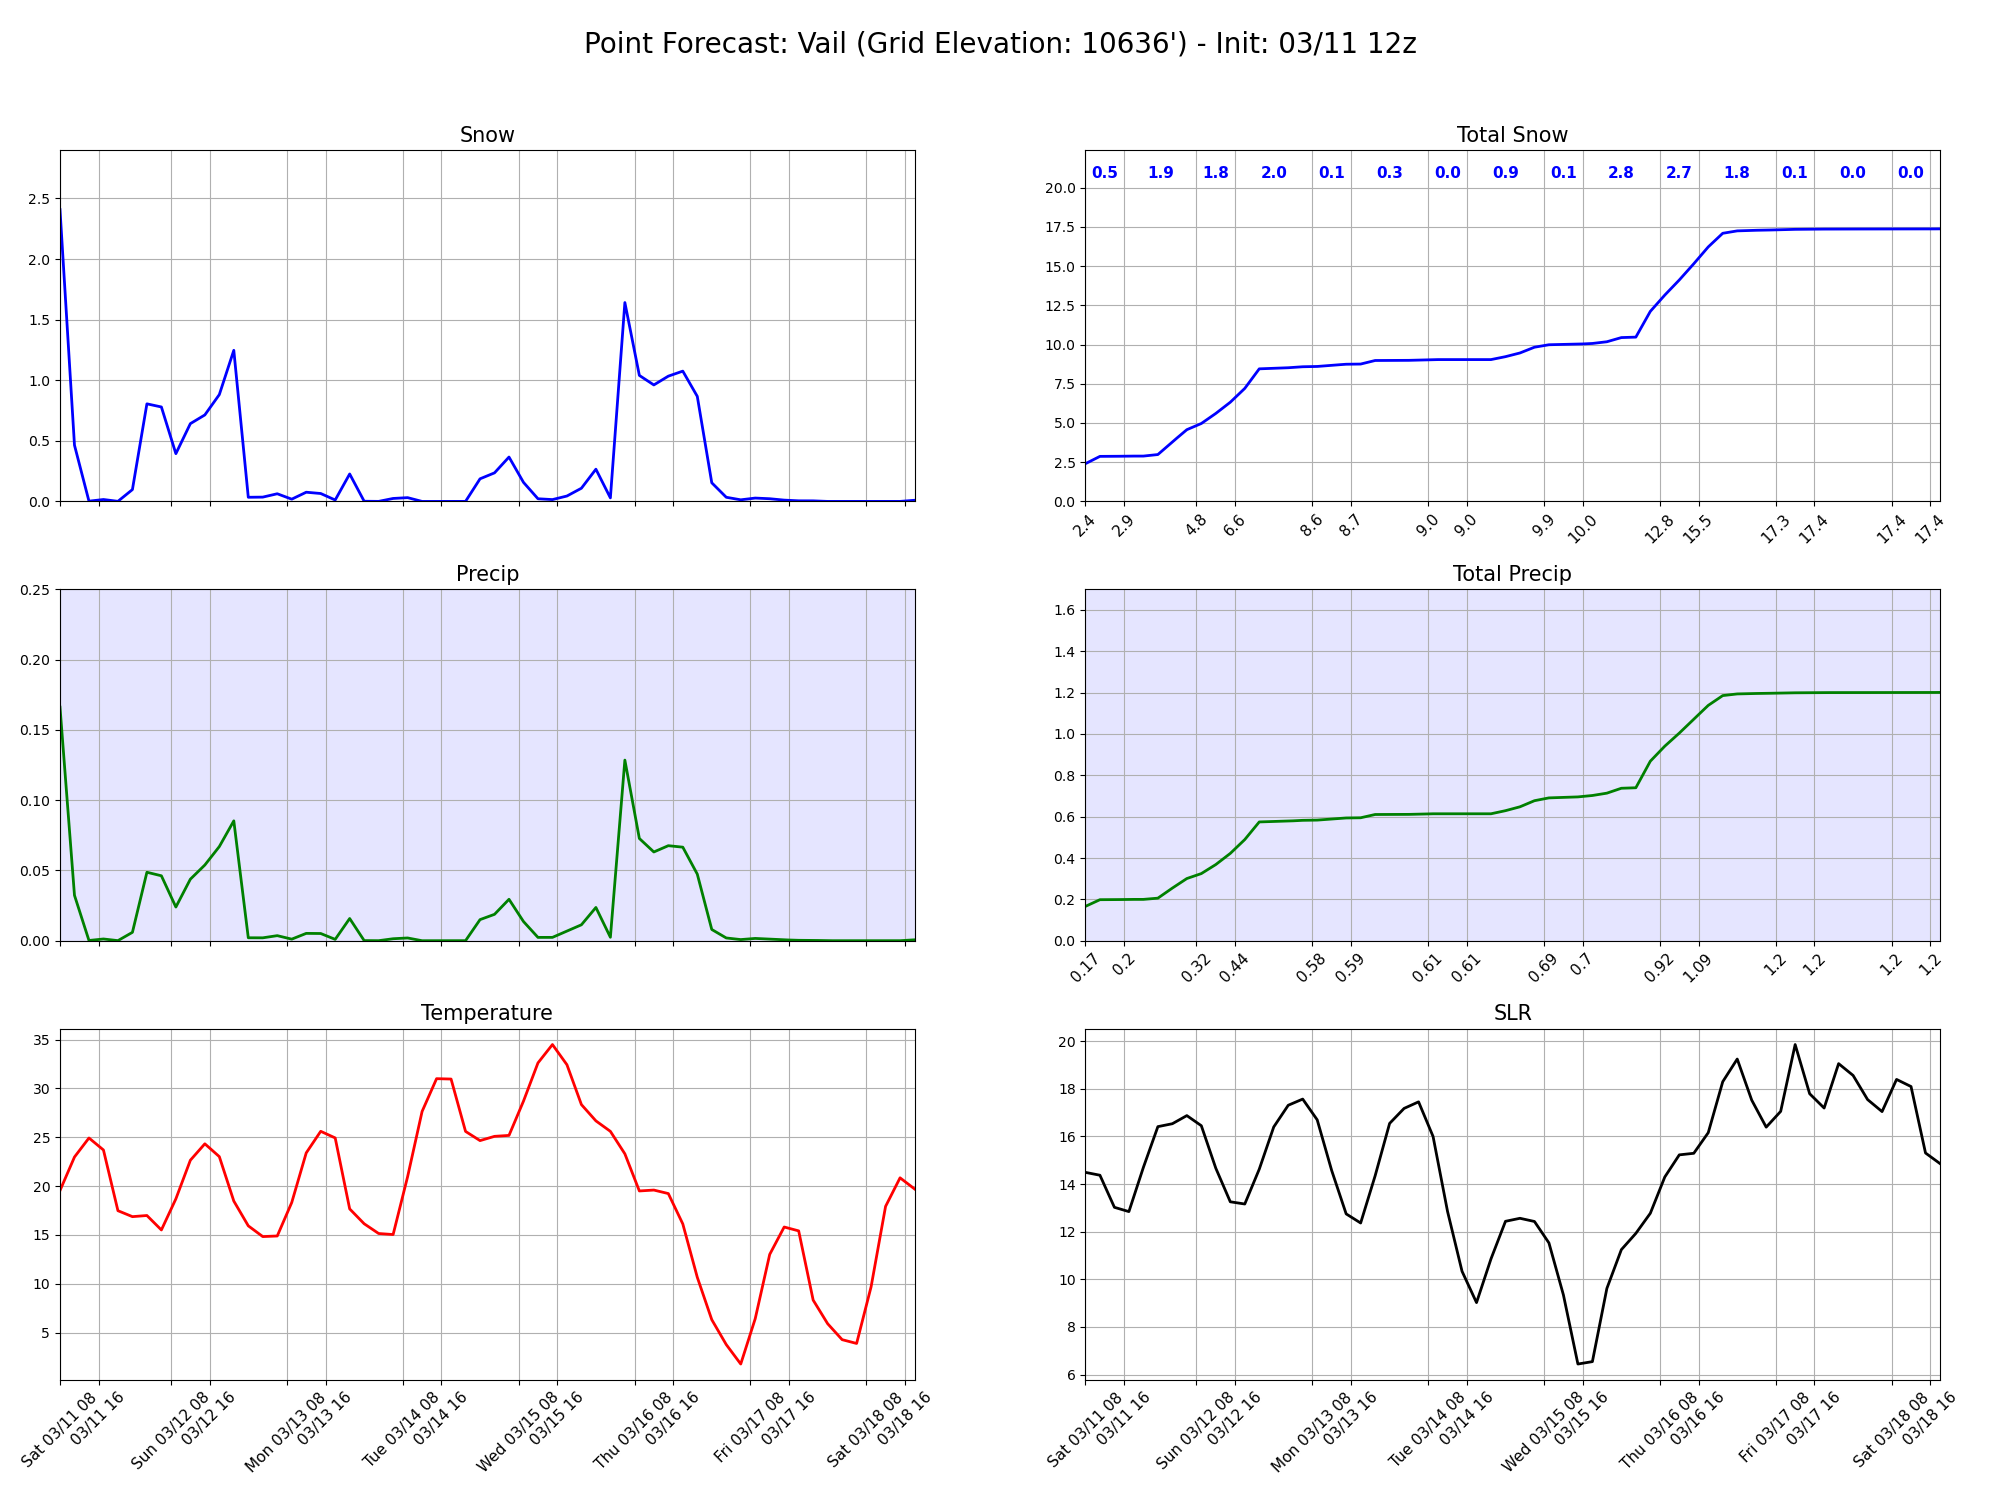 Point Forecast: Vail (Grid Elevation: 10636') - Init: 03/11 12z
Snow
2.5
2.0
1.5
1.0
0.5
0.0
Total Snow
0.5 1.9 1.8 2.0 0.1 0.3 0.0 0.9 0.1 2.8 2.7 1.8 0.1 0.0 0.0
20.0
17.5
15.0
12.5
10.0
7.5
5.0
2.5
0.0
2.4 2.9 4.8 6.6 8.6 8.7 9.0 9.0 9.9 10.0 12.8 15.5 17.3 17.4 17.4 17.4
Precip
0.25
0.20
0.15
0.10
0.05
0.00
Total Precip
1.6
1.4
1.2
1.0
0.8
0.6
0.4
0.2
0.0
0.17 0.2 0.32 0.44 0.58 0.59 0.61 0.61 0.69 0.7 0.92 1.09 1.2 1.2 1.2 1.2
Temperature
35
30
25
20
15
10
5
Sat 03/11 08
03/11 16
Sun 03/12 08
03/12 16
Mon 03/13 08
03/13 16
Tue 03/14 08
03/14 16
Wed 03/15 08
03/15 16
Thu 03/16 08
03/16 16
Fri 03/17 08
03/17 16
Sat 03/18 08
03/18 16
SLR
20
18
16
14
12
10
8
6
Sat 03/11 08
03/11 16
Sun 03/12 08
03/12 16
Mon 03/13 08
03/13 16
Tue 03/14 08
03/14 16
Wed 03/15 08
03/15 16
Thu 03/16 08
03/16 16
Fri 03/17 08
03/17 16
Sat 03/18 08
03/18 16